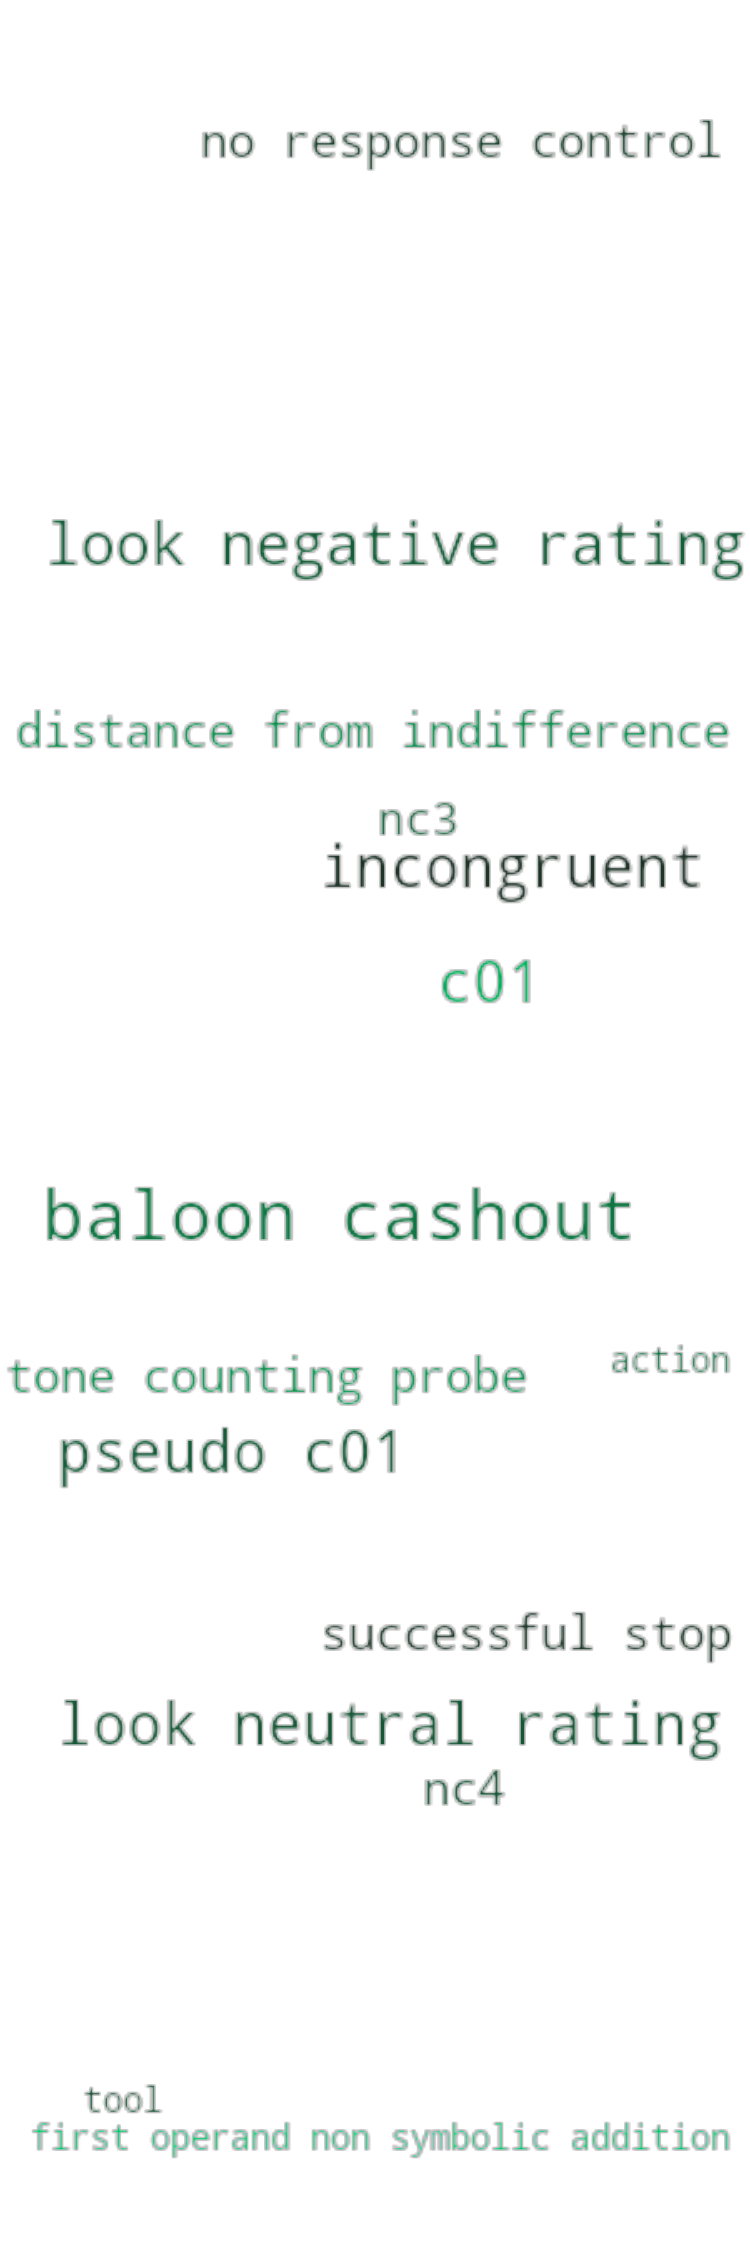 no response control
look negative rating
distance from indifference
nc3
incongruent
c01
baloon cashout
action
tone counting probe
pseudo c01
successful stop
look neutral rating
nc4
tool
first operand non symbolic addition